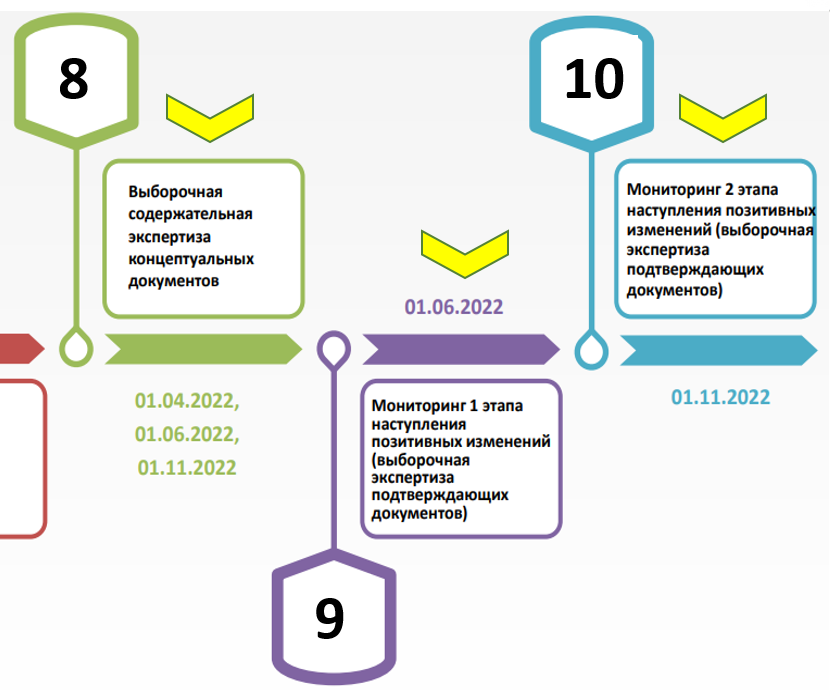 8
Выборочная
содержательная
экспертиза
концептуальных
документов
01.04.2022,
01.06.2022,
01.11.2022
01.06.2022
Мониторинг 1 этапа
наступления
позитивных изменений
(выборочная
экспертиза
подтверждающих
документов)
9
10
Мониторинг 2 этапа
наступления позитивных
изменений (выборочная
экспертиза
подтверждающих
документов)
01.11.2022